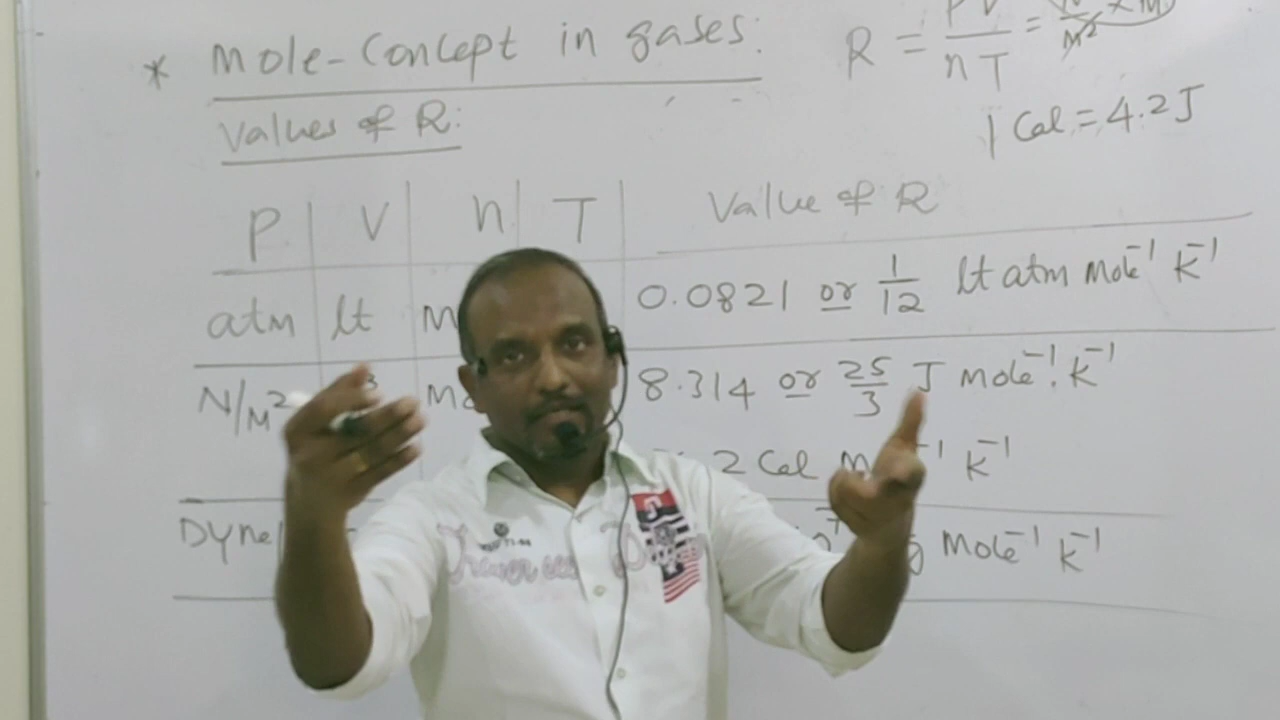 * Mole-Concept in gases:
Values of R:
R = PV/nT =
1 Cal = 4.2 J
P V n T Value of R
atm lt 0.0821 or 1/12 lt atm Mole⁻¹ K⁻¹
N/M² 8.314 or 25/3 J Mole⁻¹. K⁻¹
2 Cal K⁻¹
Dyne Mole⁻¹ K⁻¹